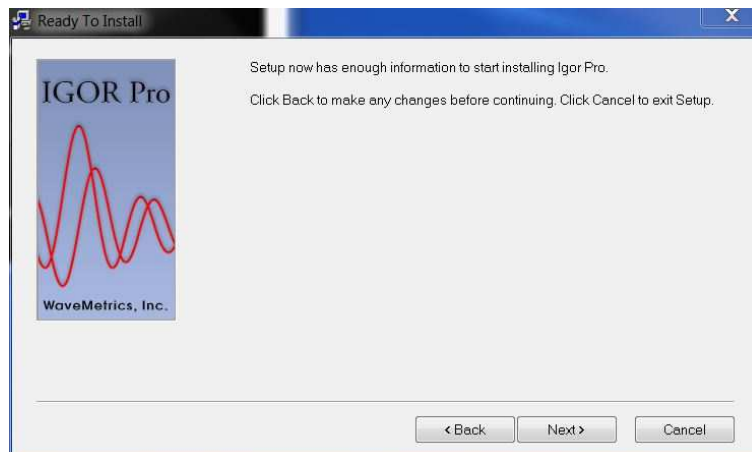 Ready To Install
X
IGOR Pro
WaveMetrics, Inc.
Setup now has enough information to start installing Igor Pro.
Click Back to make any changes before continuing. Click Cancel to exit Setup.
< Back
Next >
Cancel